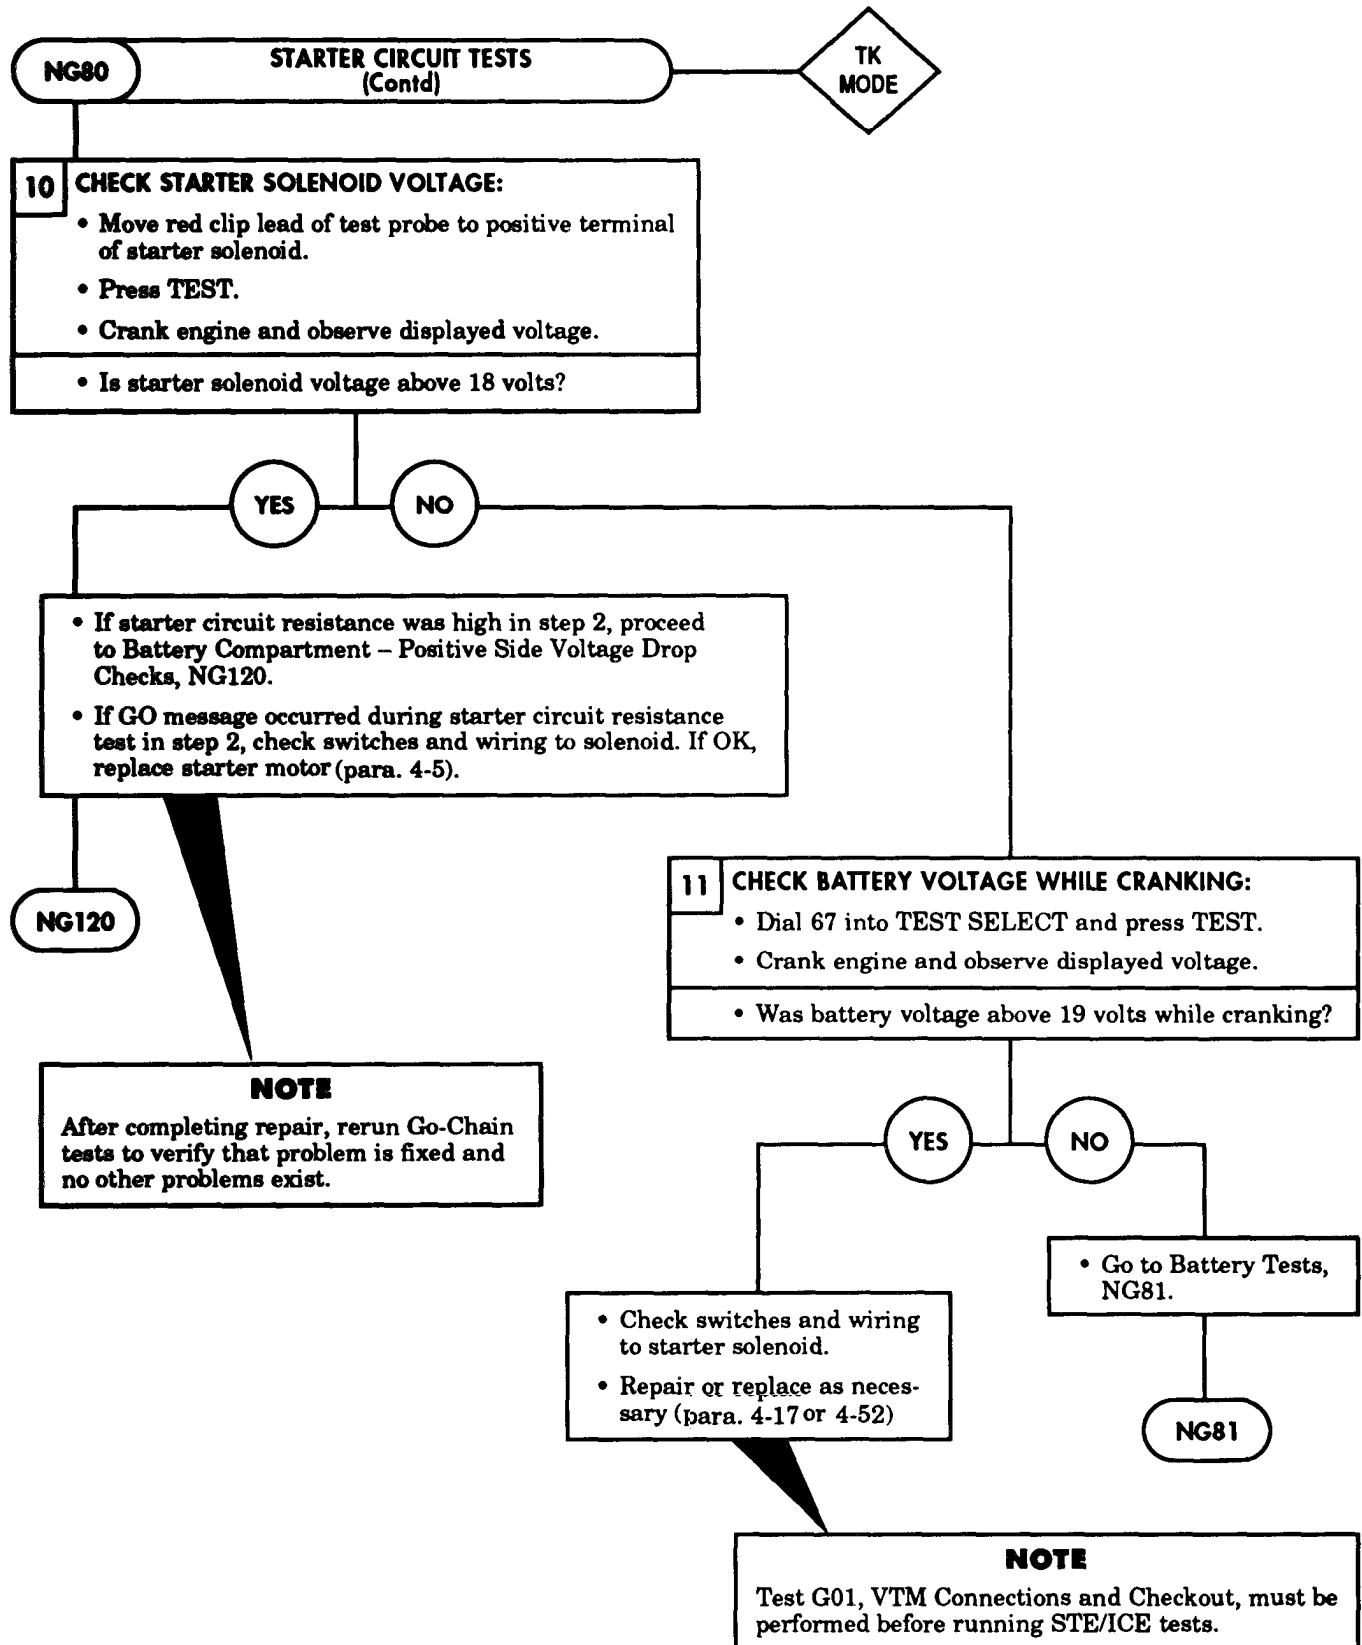 NG80
STARTER CIRCUIT TESTS
(Contd)
TK
MODE
10
CHECK STARTER SOLENOID VOLTAGE:
• Move red clip lead of test probe to positive terminal
of starter solenoid.
• Press TEST.
• Crank engine and observe displayed voltage.
• Is starter solenoid voltage above 18 volts?
YES
NO
• If starter circuit resistance was high in step 2, proceed
to Battery Compartment – Positive Side Voltage Drop
Checks, NG120.
• If GO message occurred during starter circuit resistance
test in step 2, check switches and wiring to solenoid. If OK,
replace starter motor (para. 4-5).
NG120
NOTE
After completing repair, rerun Go-Chain
tests to verify that problem is fixed and
no other problems exist.
11
CHECK BATTERY VOLTAGE WHILE CRANKING:
• Dial 67 into TEST SELECT and press TEST.
• Crank engine and observe displayed voltage.
• Was battery voltage above 19 volts while cranking?
YES
NO
• Check switches and wiring
to starter solenoid.
• Repair or replace as neces-
sary (para. 4-17 or 4-52)
• Go to Battery Tests,
NG81.
NG81
NOTE
Test G01, VTM Connections and Checkout, must be
performed before running STE/ICE tests.